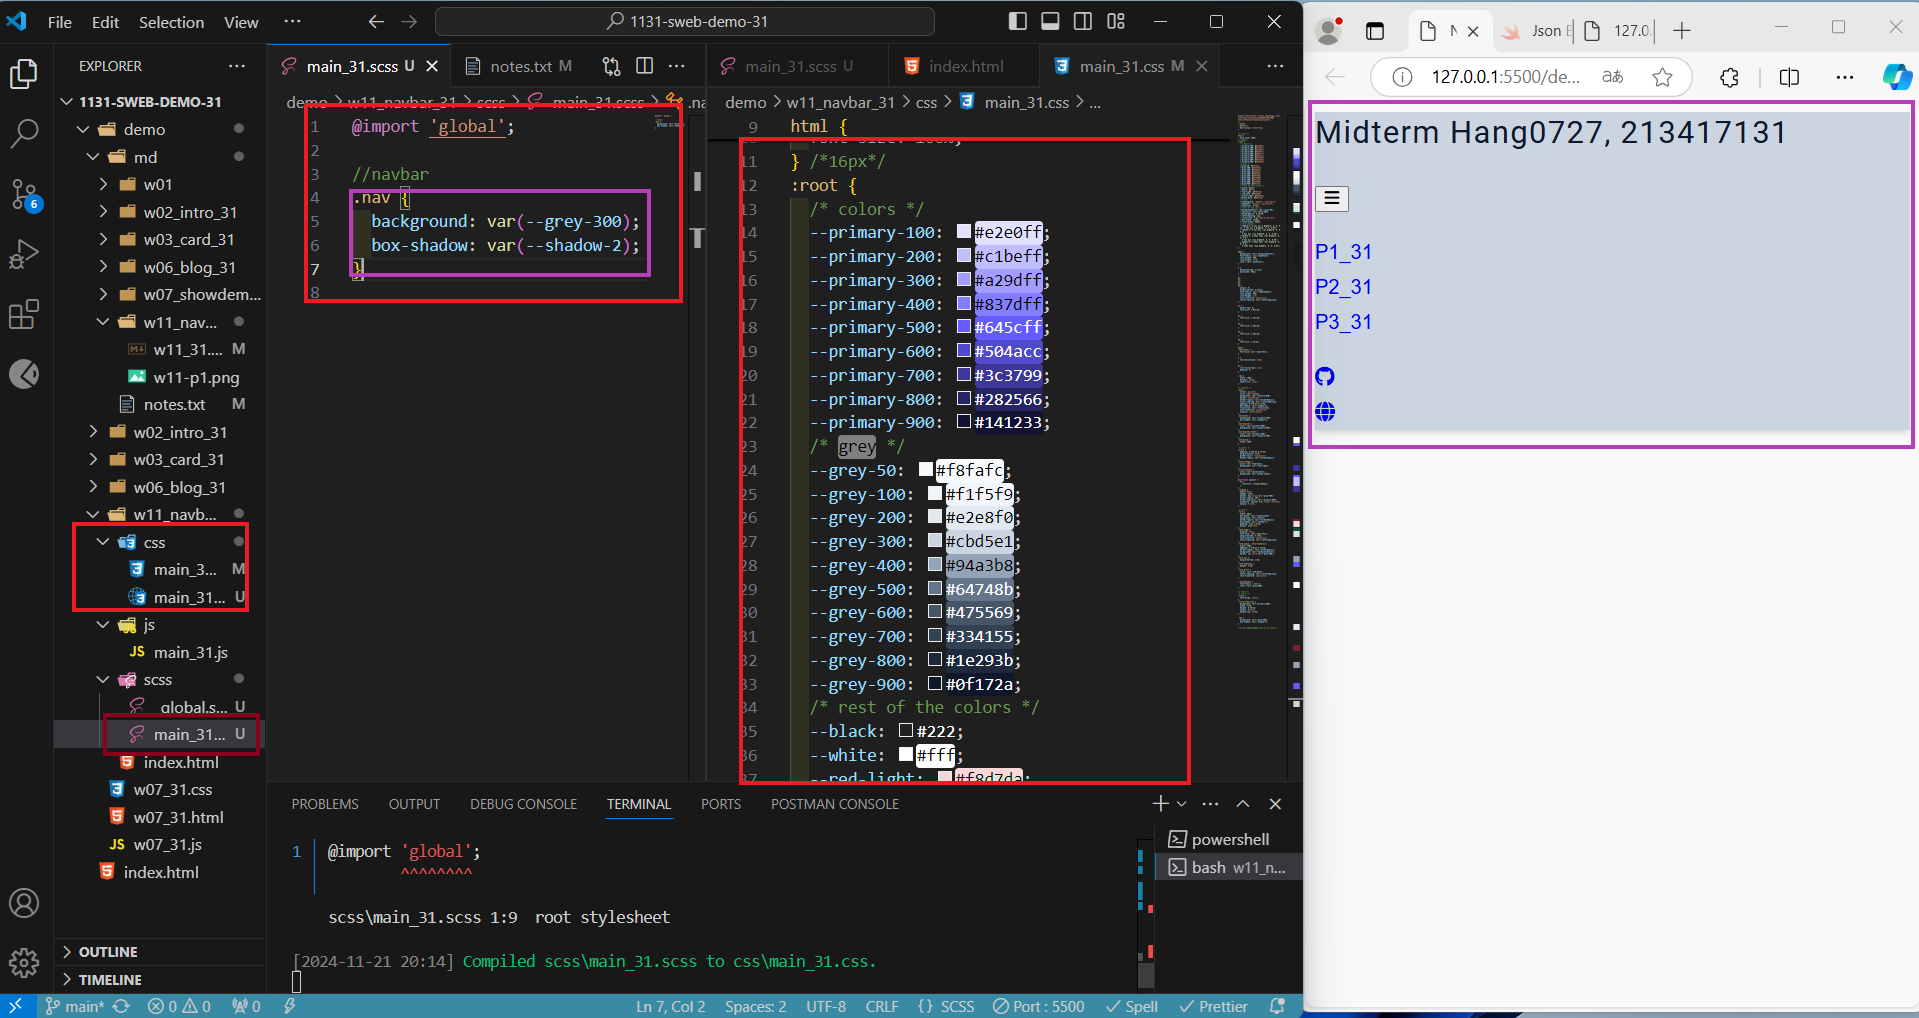 File Edit Selection View ··· 1131-sweb-demo-31
EXPLORER
1131-SWEB-DEMO-31
demo
md
w01
w02_intro_31
w03_card_31
w06_blog_31
w07_showdem...
w11_nav...
w11_31.... M
w11-p1.png
notes.txt M
w02_intro_31
w03_card_31
w06_blog_31
w11_navb...
css
main_3... M
main_31... U
js
JS main_31.js
scss
_global.s... U
main_31... U
index.html
w07_31.css
w07_31.html
JS w07_31.js
index.html
OUTLINE
TIMELINE
6
main_31.scss U
notes.txt M
demo > w11_navbar_31 > scss > main_31.scss > .na
1 @import 'global';
2
3 //navbar
4 .nav {
5 background: var(--grey-300);
6 box-shadow: var(--shadow-2);
7 }
8
main_31.scss U
index.html
main_31.css M
demo > w11_navbar_31 > css > main_31.css > ...
9 html {
11 } /*16px*/
12 :root {
13 /* colors */
14 --primary-100: #e2e0ff;
15 --primary-200: #c1beff;
16 --primary-300: #a29dff;
17 --primary-400: #837dff;
18 --primary-500: #645cff;
19 --primary-600: #504acc;
20 --primary-700: #3c3799;
21 --primary-800: #282566;
22 --primary-900: #141233;
23 /* grey */
24 --grey-50: #f8fafc;
25 --grey-100: #f1f5f9;
26 --grey-200: #e2e8f0;
27 --grey-300: #cbd5e1;
28 --grey-400: #94a3b8;
29 --grey-500: #64748b;
30 --grey-600: #475569;
31 --grey-700: #334155;
32 --grey-800: #1e293b;
33 --grey-900: #0f172a;
34 /* rest of the colors */
35 --black: #222;
36 --white: #fff;
37 --red-light: #f8d7da;
PROBLEMS OUTPUT DEBUG CONSOLE TERMINAL PORTS POSTMAN CONSOLE
1 @import 'global';
^^^^^^^^
scss\main_31.scss 1:9 root stylesheet
[2024-11-21 20:14] Compiled scss\main_31.scss to css\main_31.css.
powershell
bash w11_n...
main* 0 0 0 Ln 7, Col 2 Spaces: 2 UTF-8 CRLF {} SCSS Port : 5500 Spell Prettier
N Json E 127.0.
127.0.0.1:5500/de... aあ
Midterm Hang0727, 213417131
P1_31
P2_31
P3_31